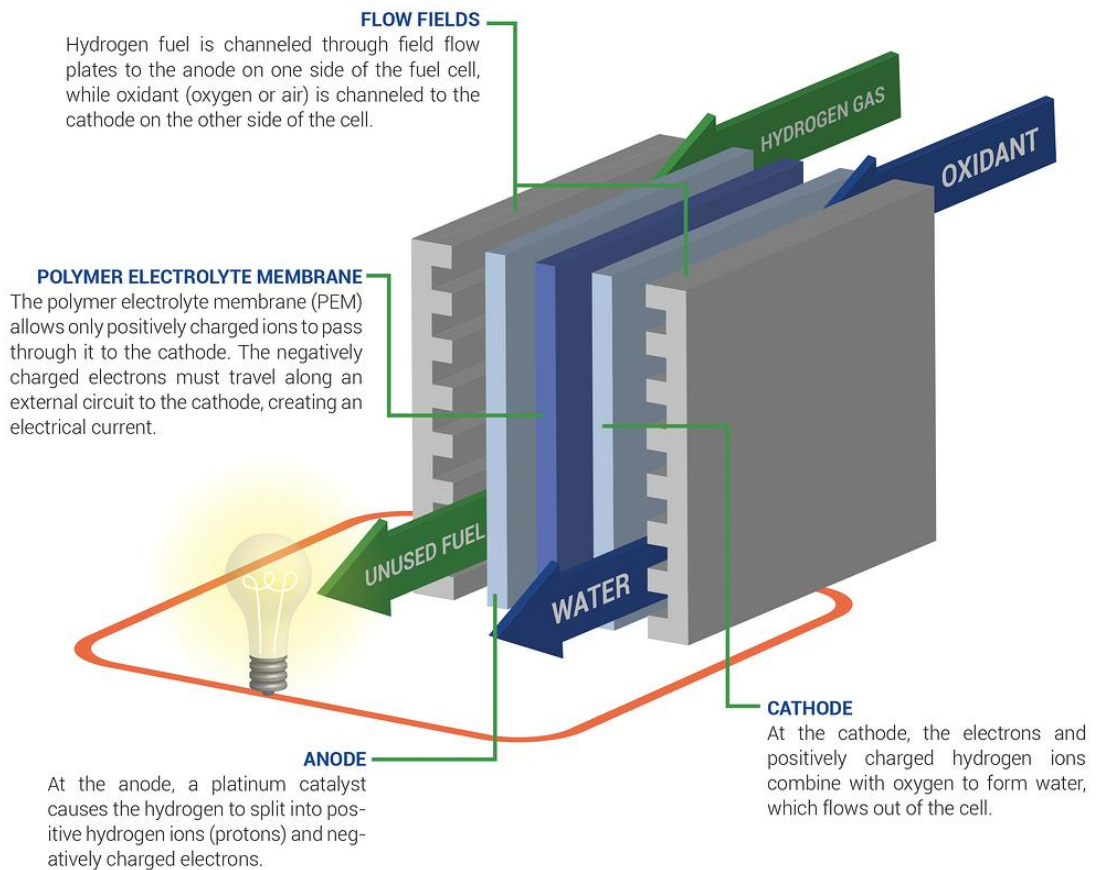 FLOW FIELDS
Hydrogen fuel is channeled through field flow
plates to the anode on one side of the fuel cell,
while oxidant (oxygen or air) is channeled to the
cathode on the other side of the cell.
HYDROGEN GAS
OXIDANT
POLYMER ELECTROLYTE MEMBRANE
The polymer electrolyte membrane (PEM)
allows only positively charged ions to pass
through it to the cathode. The negatively
charged electrons must travel along an
external circuit to the cathode, creating an
electrical current.
UNUSED FUEL
WATER
ANODE
At the anode, a platinum catalyst
causes the hydrogen to split into pos-
itive hydrogen ions (protons) and neg-
atively charged electrons.
CATHODE
At the cathode, the electrons and
positively charged hydrogen ions
combine with oxygen to form water,
which flows out of the cell.